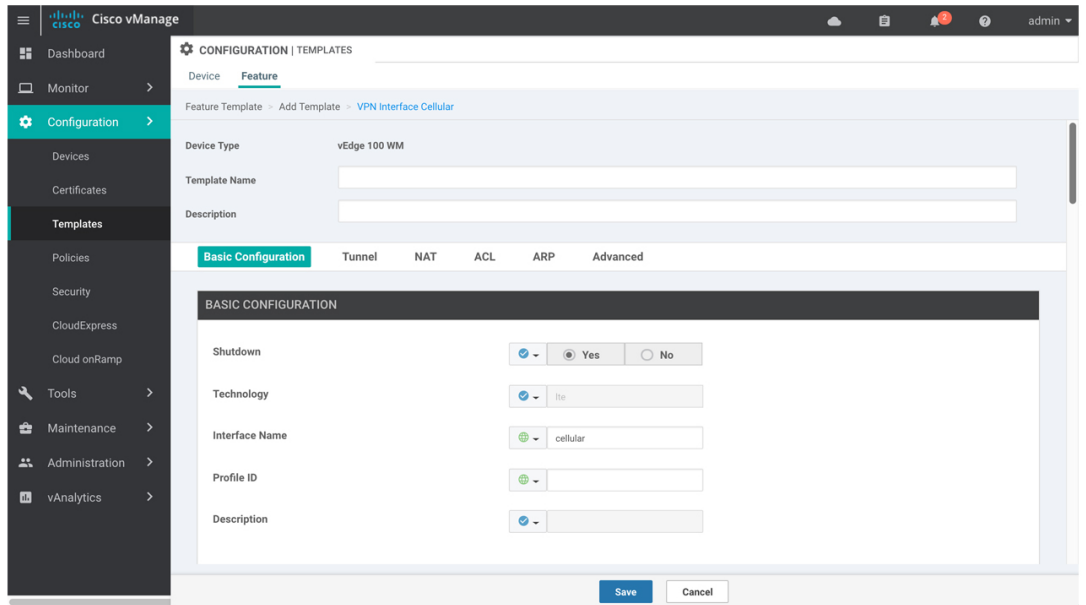 CISCO Cisco vManage 2 admin
Dashboard
Monitor
Configuration
Devices
Certificates
Templates
Policies
Security
CloudExpress
Cloud onRamp
Tools
Maintenance
Administration
vAnalytics
CONFIGURATION | TEMPLATES
Device Feature
Feature Template > Add Template > VPN Interface Cellular
Device Type vEdge 100 WM
Template Name
Description
Basic Configuration Tunnel NAT ACL ARP Advanced
BASIC CONFIGURATION
Shutdown Yes No
Technology lte
Interface Name cellular
Profile ID
Description
Save Cancel